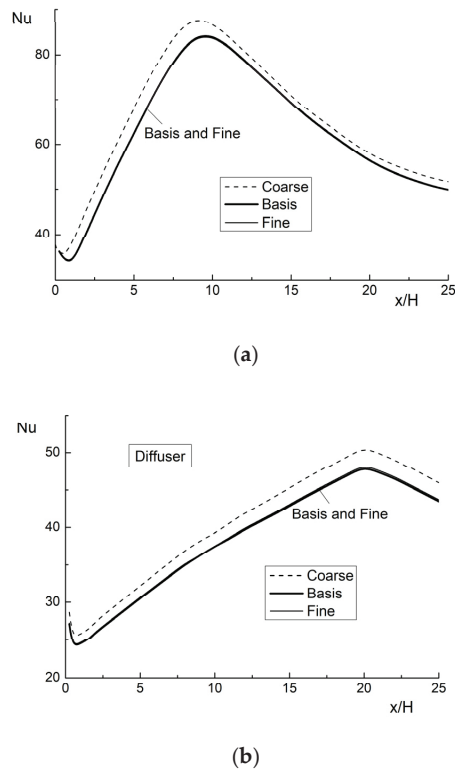 Nu
80
60
40
Basis and Fine
Coarse
Basis
Fine
0 5 10 15 20 25
x/H
(a)
Nu
50
40
30
20
Diffuser
Basis and Fine
Coarse
Basis
Fine
0 5 10 15 20 25
x/H
(b)